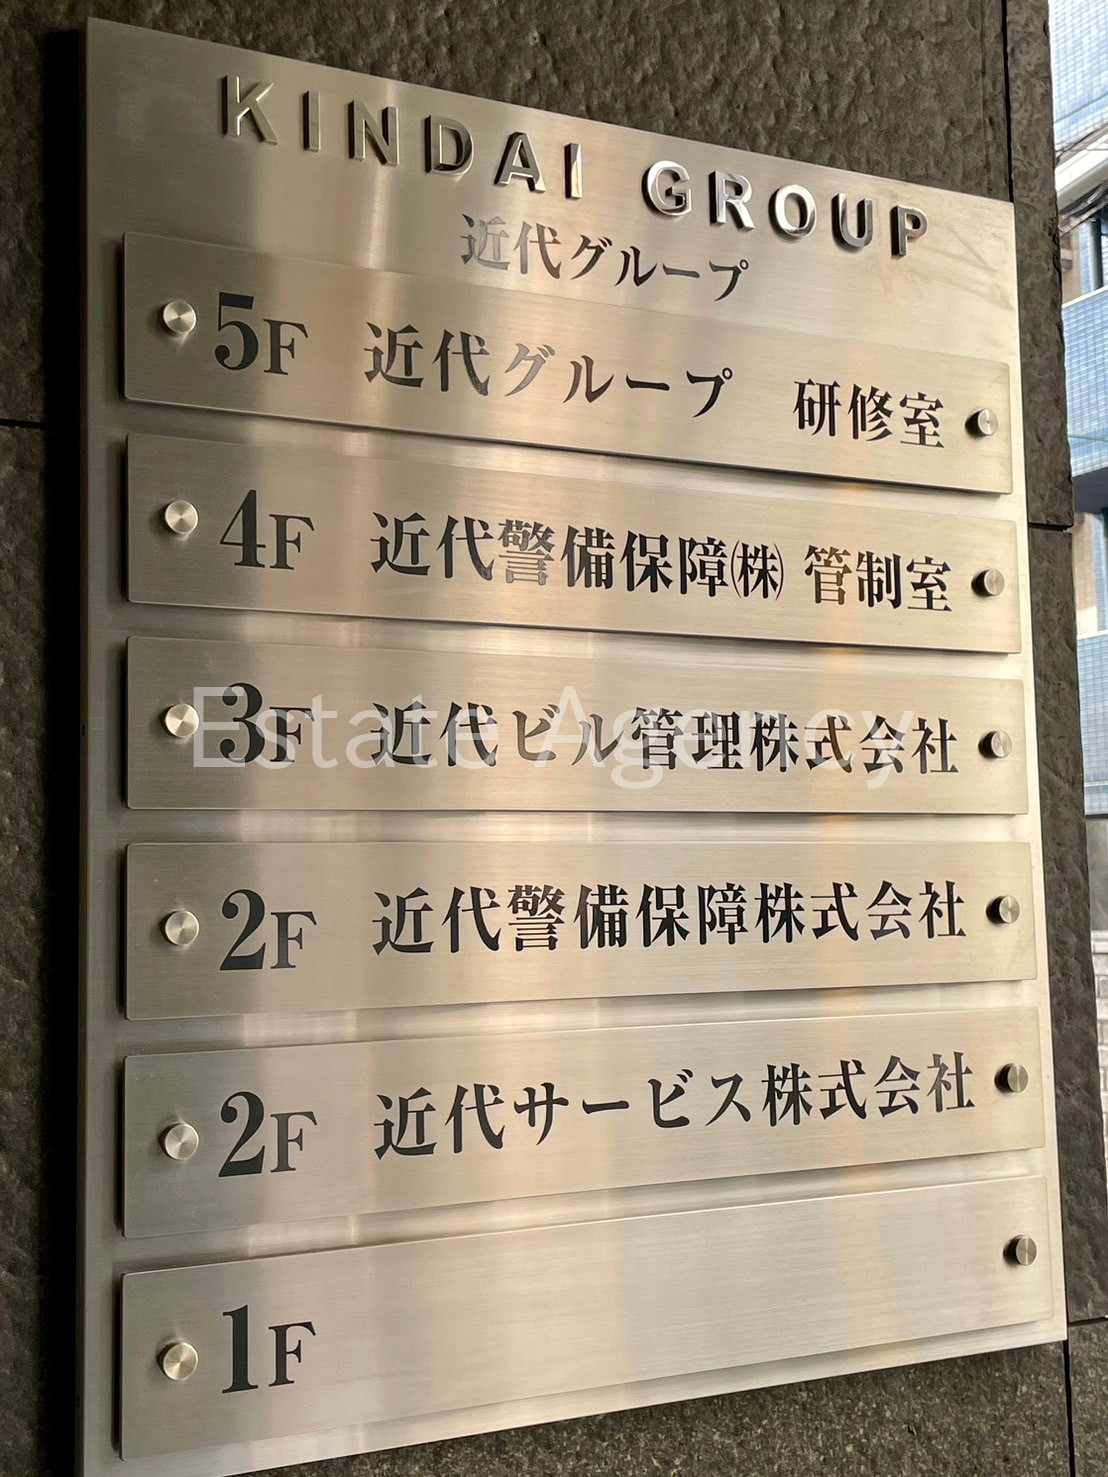 KINDAI GROUP
近代グループ
5F 近代グループ 研修室
4F 近代警備保障㈱ 管制室
3F 近代ビル管理株式会社
Estate Agency
2F 近代警備保障株式会社
2F 近代サービス株式会社
1F